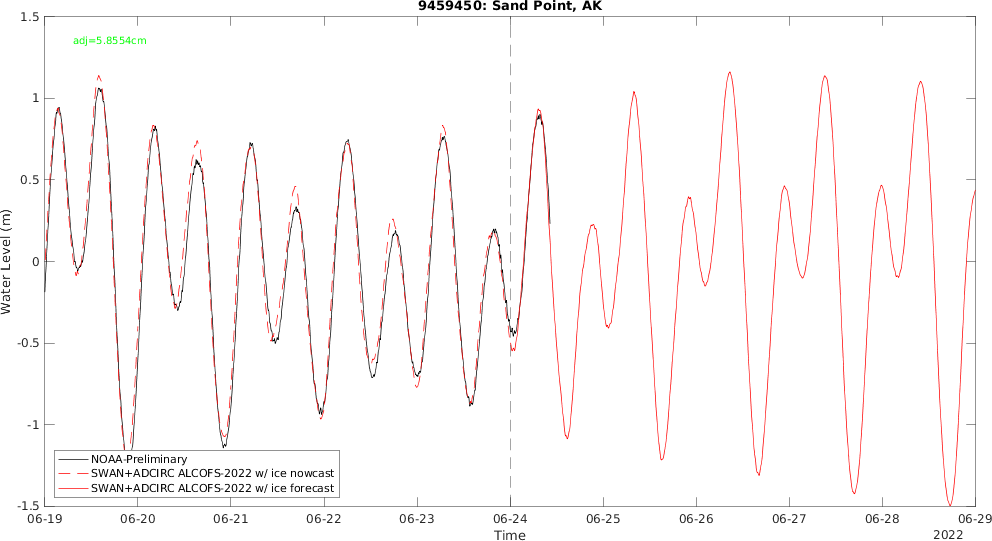 9459450: Sand Point, AK
adj=5.8554cm
Water Level (m)
1.5
1
0.5
0
-0.5
-1
-1.5
NOAA-Preliminary
SWAN+ADCIRC ALCOFS-2022 w/ ice nowcast
SWAN+ADCIRC ALCOFS-2022 w/ ice forecast
06-19 06-20 06-21 06-22 06-23 06-24 06-25 06-26 06-27 06-28 06-29
Time
2022